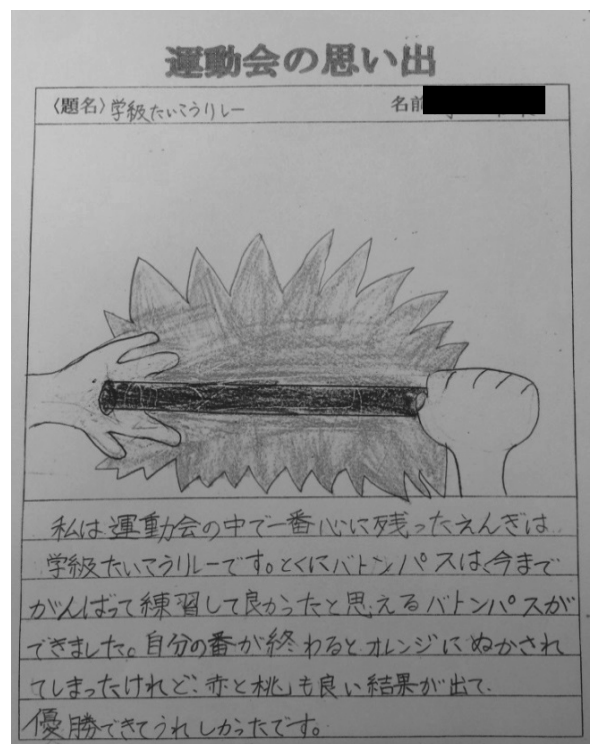 運動会の思い出
〈題名〉学級たいこうリレー 名前
私は運動会の中で一番心に残ったえんぎは
学級たいこうリレーです。とくにバトンパスは、今まで
がんばって練習して良かったと思えるバトンパスが
できました。自分の番が終わるとオレンジにぬかされ
てしまったけれど、赤と桃も良い結果が出て、
優勝できてうれしかったです。